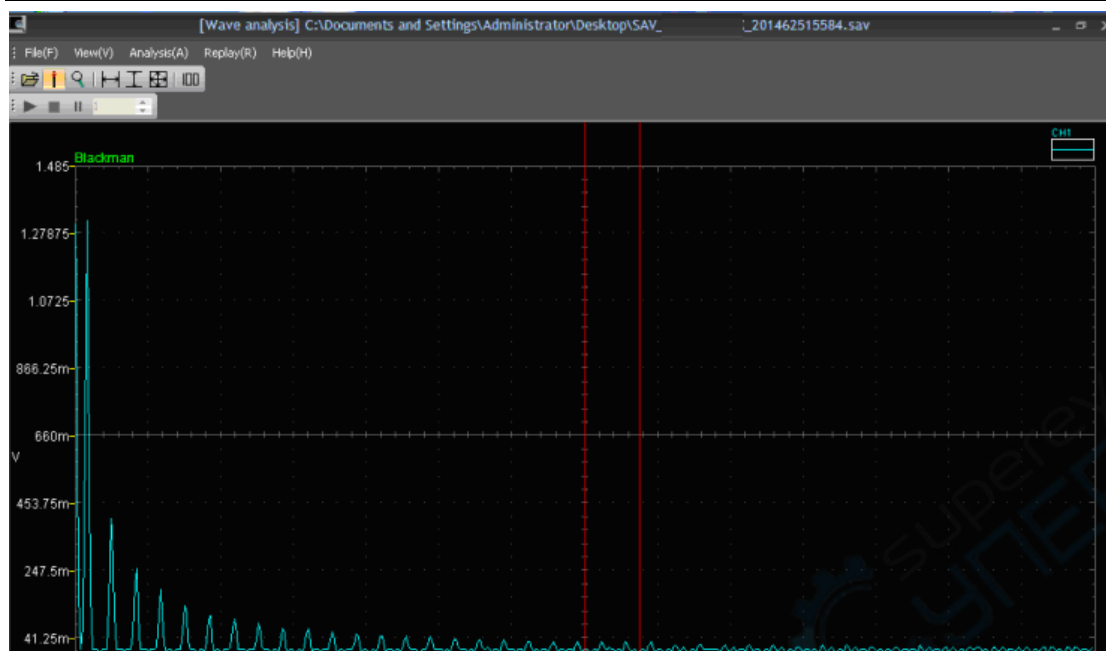 [Wave analysis] C:\Documents and Settings\Administrator\Desktop\SAV_ :_201462515584.sav
File(F) View(V) Analysis(A) Replay(R) Help(H)
CH1
Blackman
1.485
1.27875
1.0725
866.25m
660m
V
453.75m
247.5m
41.25m